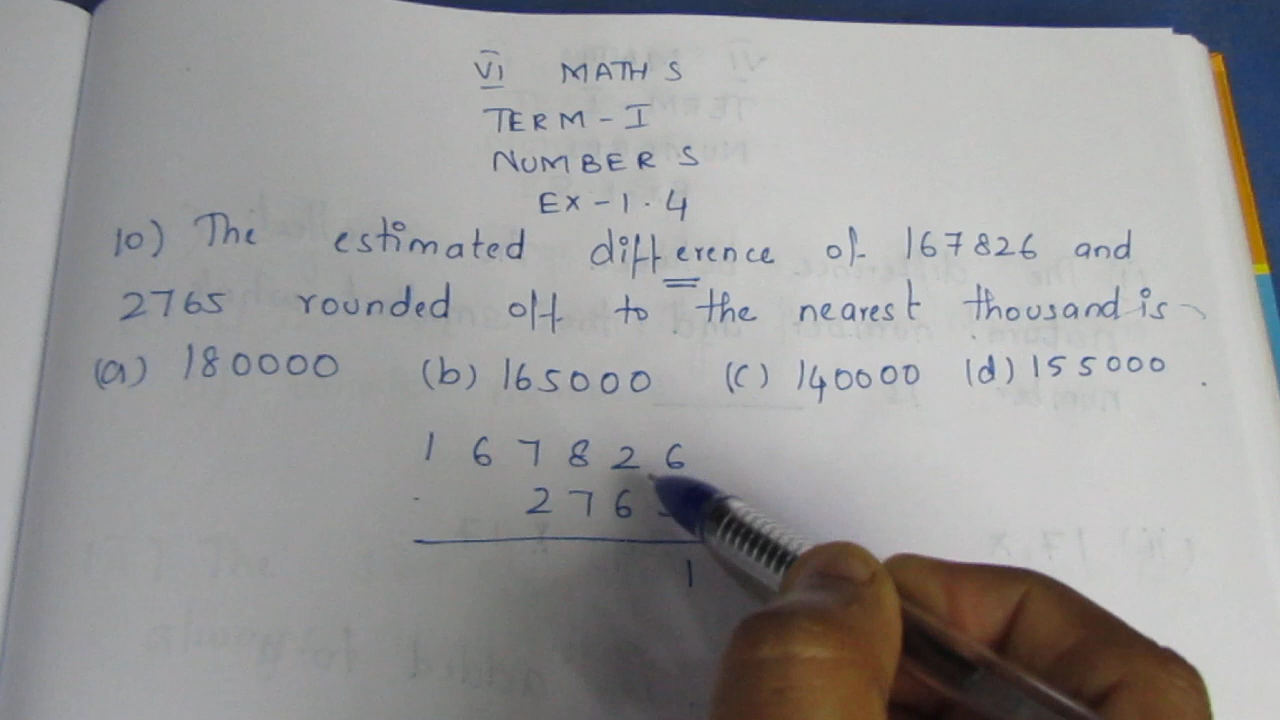 VI MATHS
TERM - I
NUMBERS
EX - 1.4
10) The estimated difference of 167826 and
2765 rounded off to the nearest thousand is
(a) 180000 (b) 165000 (c) 140000 (d) 155000
1 6 7 8 2 6
2 7 6
1